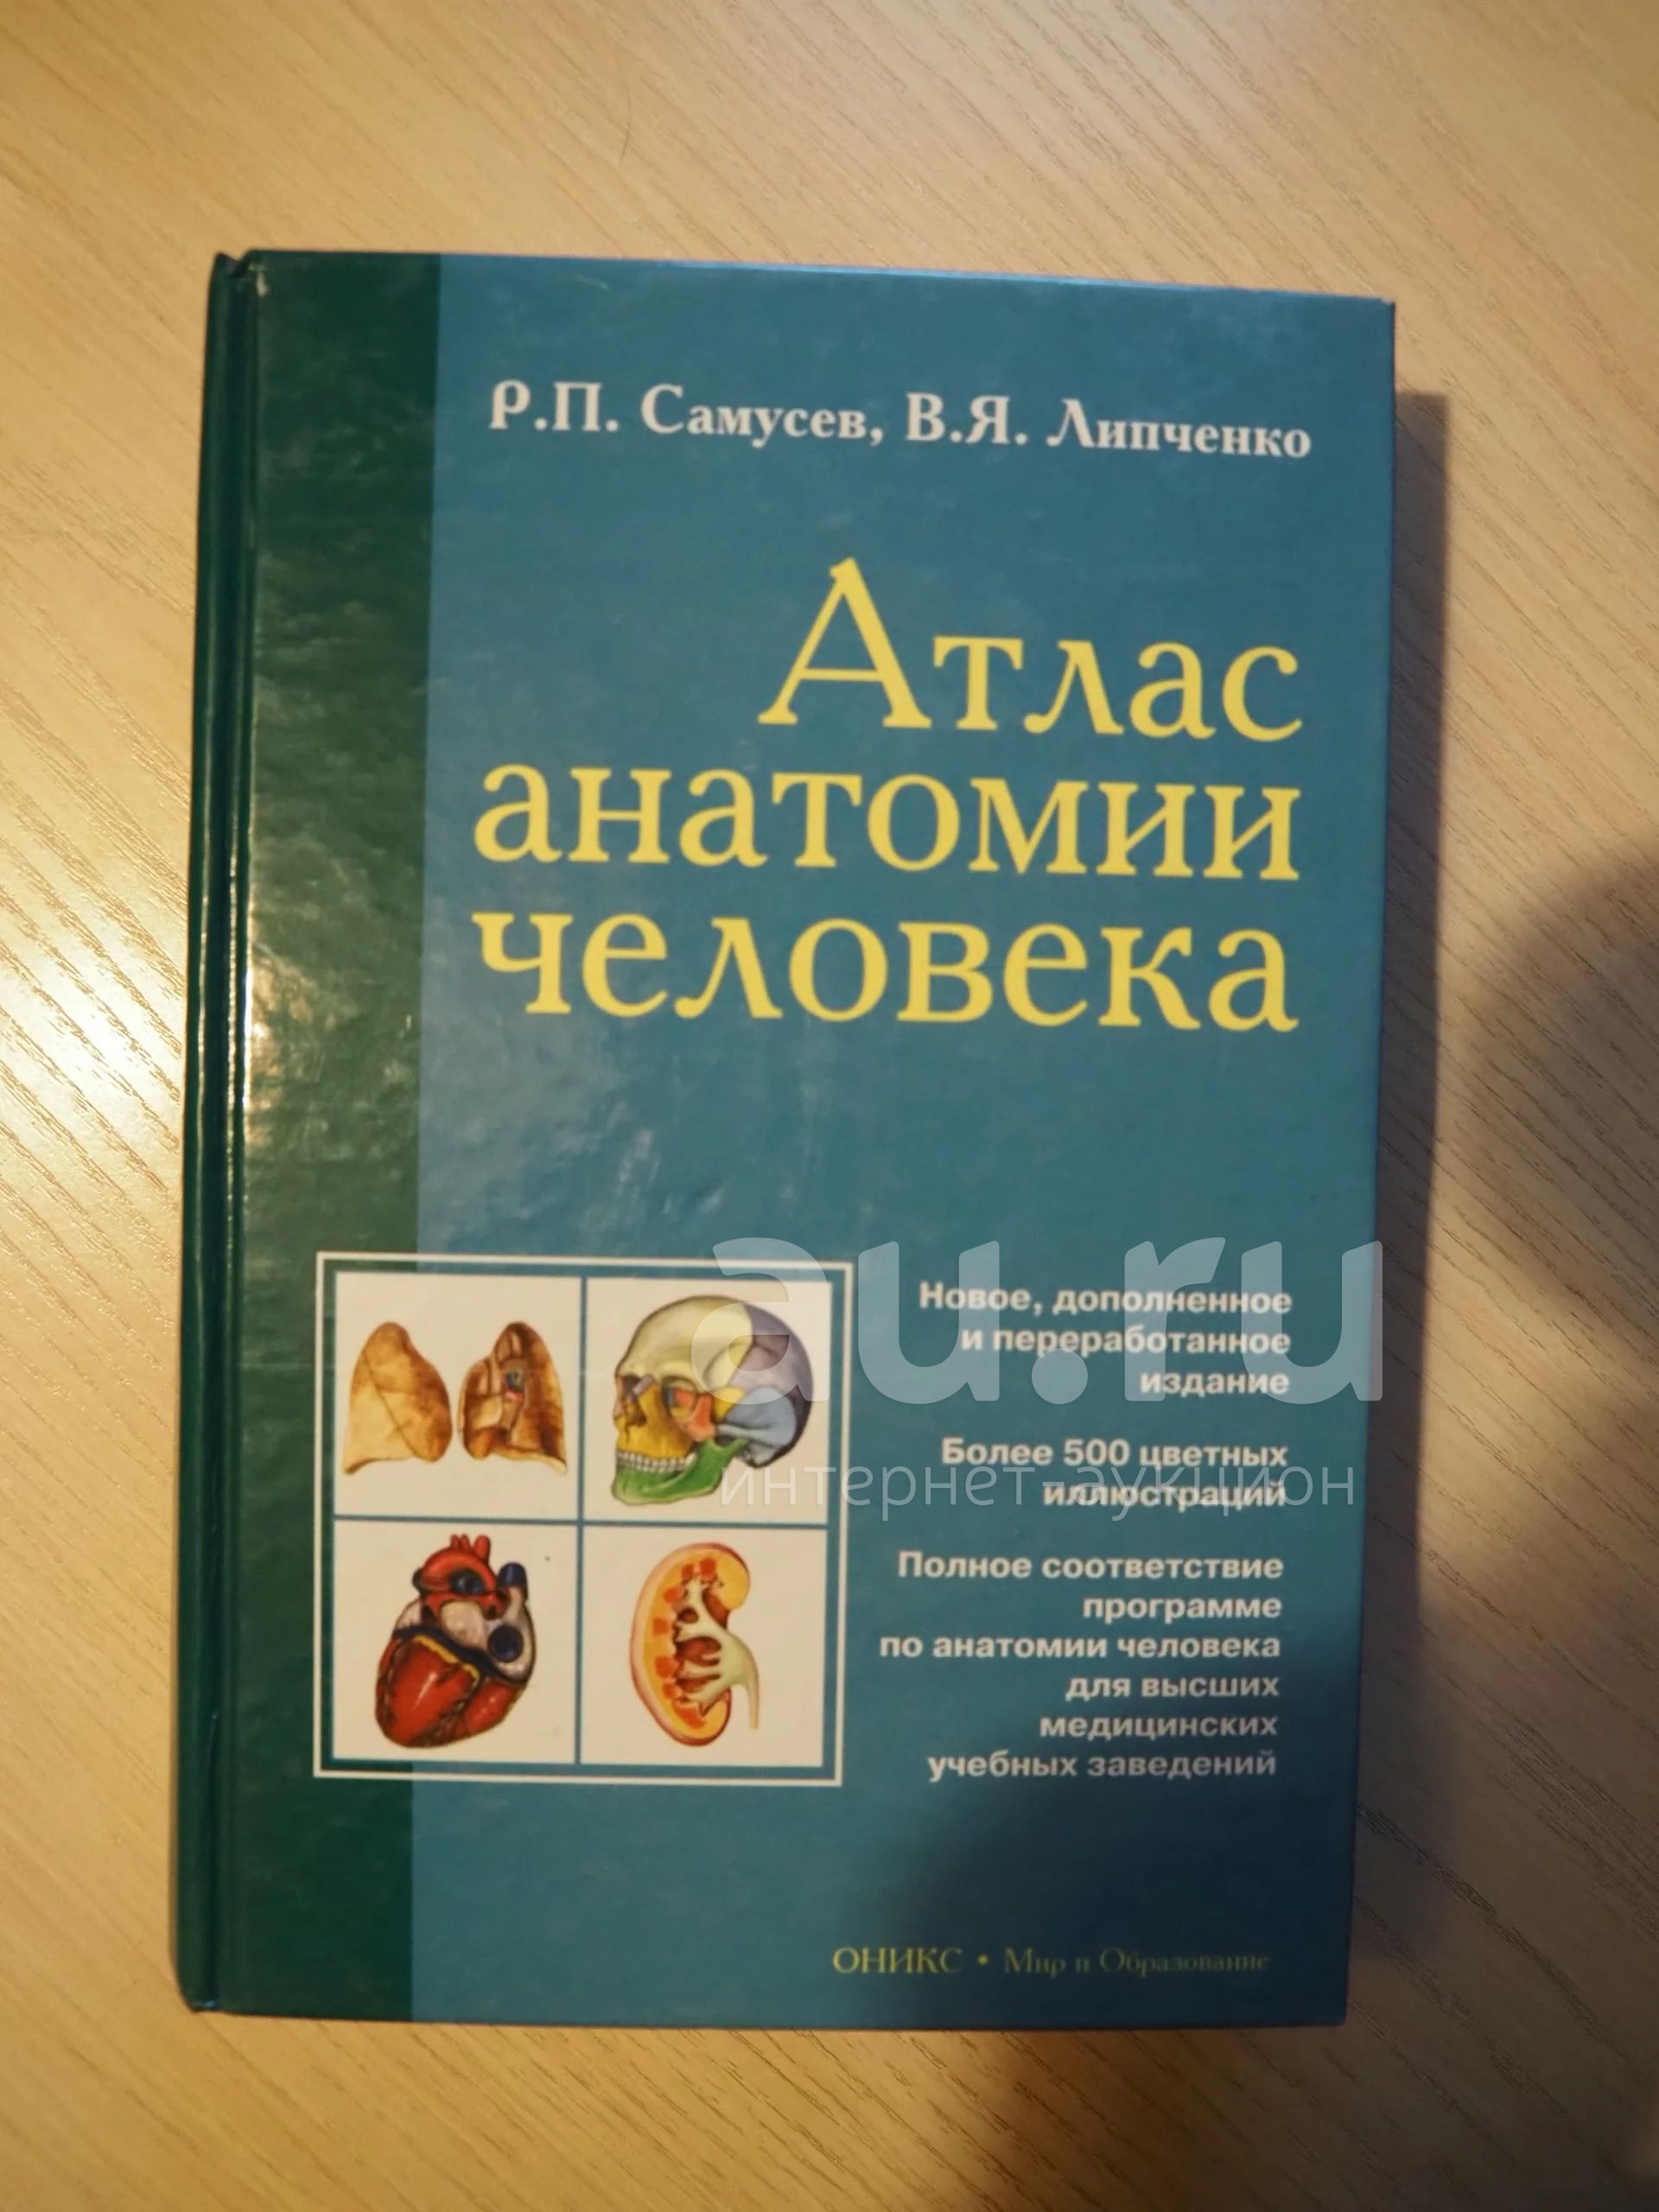 Р.П. Самусев, В.Я. Липченко
Атлас
анатомии
человека
au.ru
интернет-аукцион
Новое, дополненное
и переработанное
издание
Более 500 цветных
иллюстраций
Полное соответствие
программе
по анатомии человека
для высших
медицинских
учебных заведений
ОНИКС • Мир и Образование